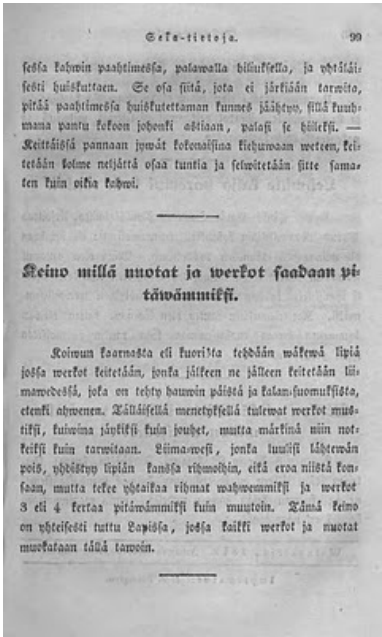 Seka-tietoja. 99
sessa kahwin paahtimessa, palawalla hiiluksella, ja yhtäläi-
sesti huiskuttaen. Se osa siitä, jota ei järkiään tarwita,
pitää paahtimessa huiskutettaman kunnes jäähtyy, sillä kuuh-
mana pantu kokoon johonki astiaan, palasi se hiileksi. —
Keittäissä pannaan jywät kokonaisina kiehuwaan weteen, kei-
tetään kolme neljättä osaa tuntia ja selwitetään sitte sama-
ten kuin oikia kahwi.
Keino millä nuotat ja werkot saadaan pi-
täwämmiksi.
Koiwun kaarnasta eli kuorista tehdään wäkewä lipiä
jossa werkot keitetään, jonka jälkeen ne jälleen keitetään lii-
mawedessä, joka on tehty hauwin päistä ja kalansuomuksista,
etenki ahwenen. Tälläisellä menetyksellä tulewat werkot mus-
tiksi, kuiwina jäykiksi kuin jouhet, mutta märkinä niin not-
keiksi kuin tarwitaan. Liimawesi, jonka luulisi lähtewän
pois, yhdistyy lipiän kanssa rihmoihin, eikä eroa niistä kon-
saan, mutta tekee yhtaikaa rihmat wahwemmiksi ja werkot
3 eli 4 kertaa pitäwämmiksi kuin muutoin. Tämä keino
on yhteisesti tuttu Lapissa, jossa kaikki werkot ja nuotat
muokataan tällä tawoin.